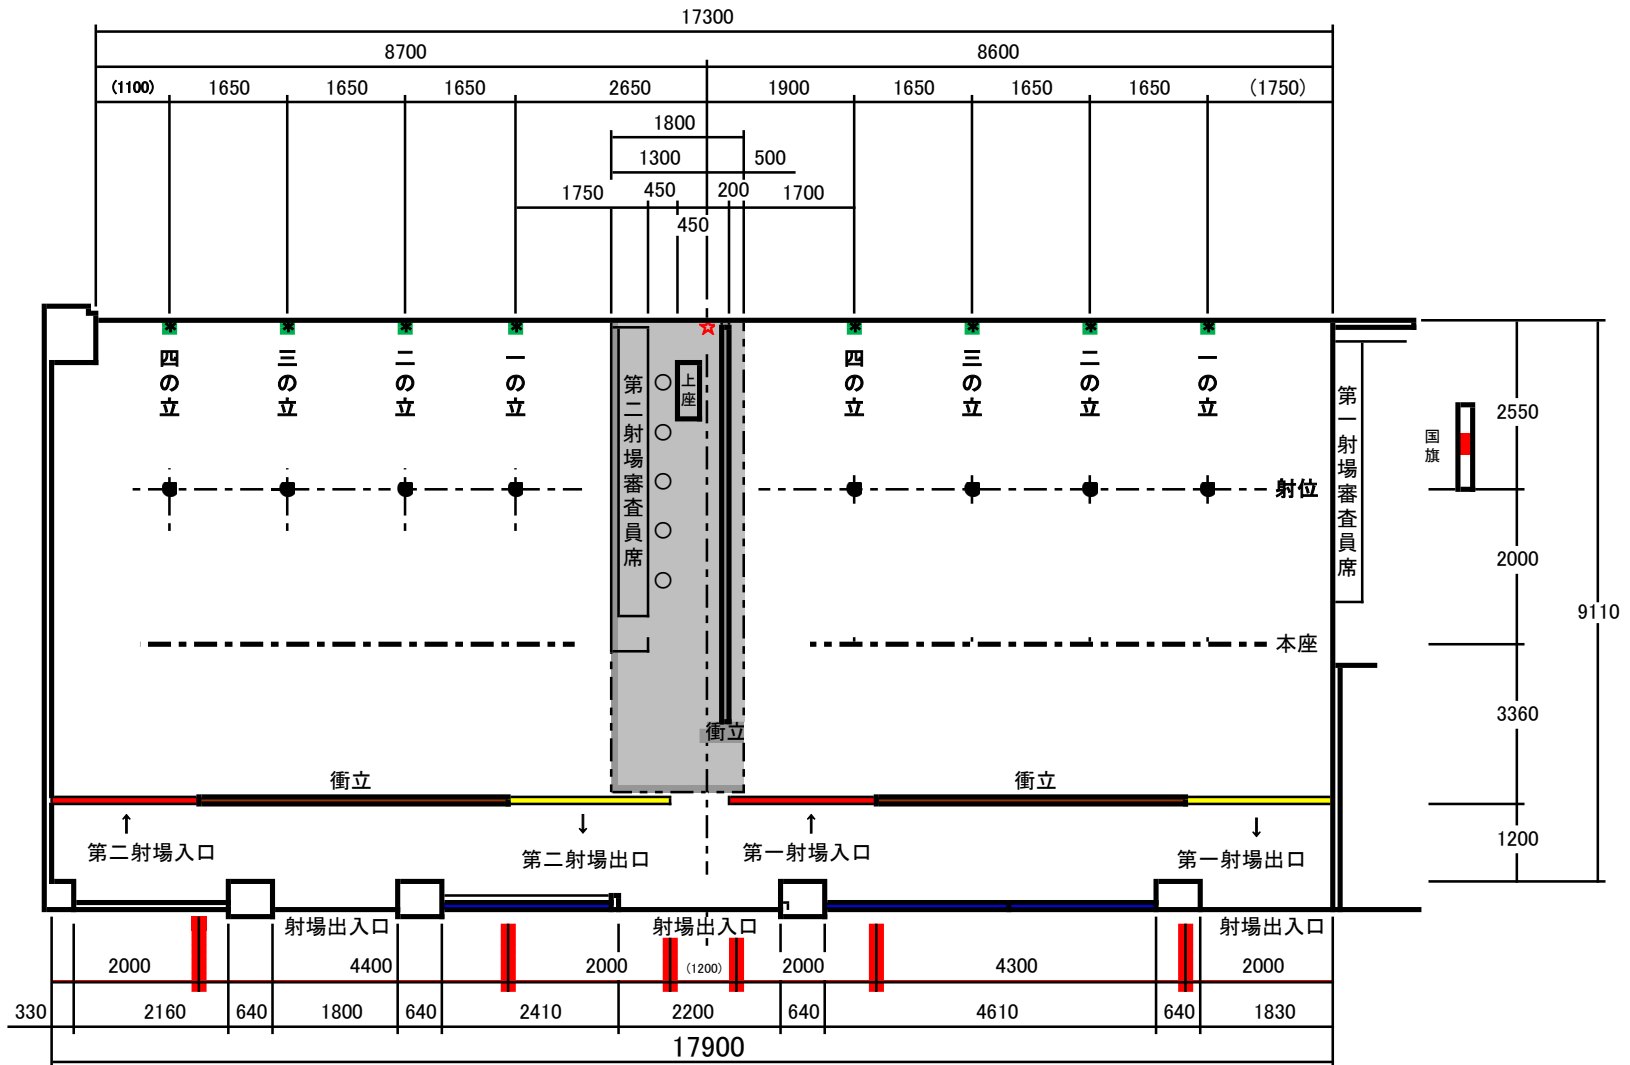 17300
8700
8600
(1100)
1650
1650
1650
2650
1900
1650
1650
1650
(1750)
1800
1300
500
1750
450
200
1700
450
四の立
三の立
二の立
一の立
第二射場審査員席
上座
四の立
三の立
二の立
一の立
第一射場審査員席
国旗
2550
射位
2000
9110
本座
3360
衝立
衝立
衝立
1200
第二射場入口
第二射場出口
第一射場入口
第一射場出口
射場出入口
射場出入口
射場出入口
2000
4400
2000
(1200)
2000
4300
2000
330
2160
640
1800
640
2410
2200
640
4610
640
1830
17900